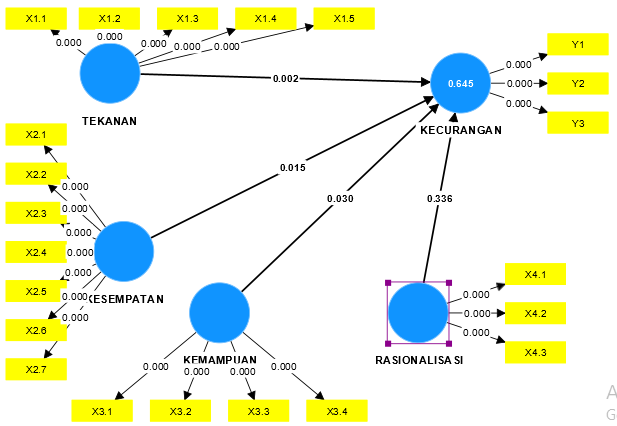 X1.1 X1.2 X1.3 X1.4 X1.5
0.000 0.000 0.000 0.000 0.000
TEKANAN
0.002
0.645
KECURANGAN
0.000 Y1
0.000 Y2
0.000 Y3
X2.1 0.000
X2.2 0.000
X2.3 0.000
X2.4 0.000
X2.5 0.000
X2.6 0.000
X2.7 0.000
KESEMPATAN
0.015
0.030
0.336
KEMAMPUAN
0.000 0.000 0.000 0.000
X3.1 X3.2 X3.3 X3.4
RASIONALISASI
0.000 X4.1
0.000 X4.2
0.000 X4.3